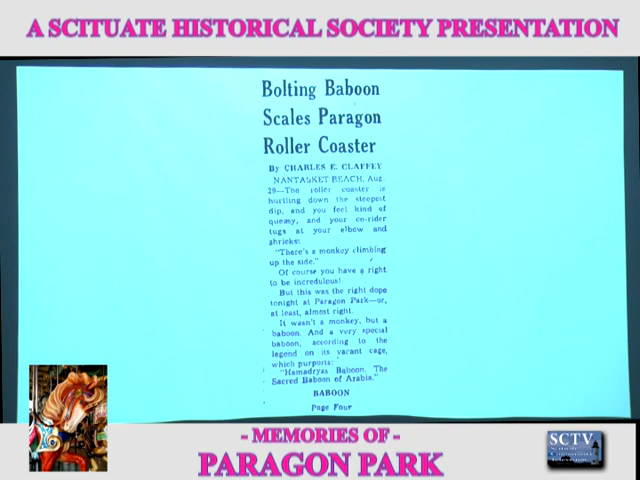 A SCITUATE HISTORICAL SOCIETY PRESENTATION
Bolting Baboon
Scales Paragon
Roller Coaster
By CHARLES E. CLAFFEY
NANTASKET BEACH, Aug.
29—The roller coaster is
hurtling down the steepest
dip, and you feel kind of
queasy, and your co-rider
tugs at your elbow and
shrieks:
"There's a monkey climbing
up the side."
Of course you have a right
to be incredulous!
But this was the right dope
tonight at Paragon Park—or,
at least, almost right.
It wasn't a monkey, but a
baboon. And a very special
baboon, according to the
legend on its vacant cage,
which purports:
"Hamadryas Baboon. The
Sacred Baboon of Arabia."
BABOON
Page Four
- MEMORIES OF -
PARAGON PARK
SCTV